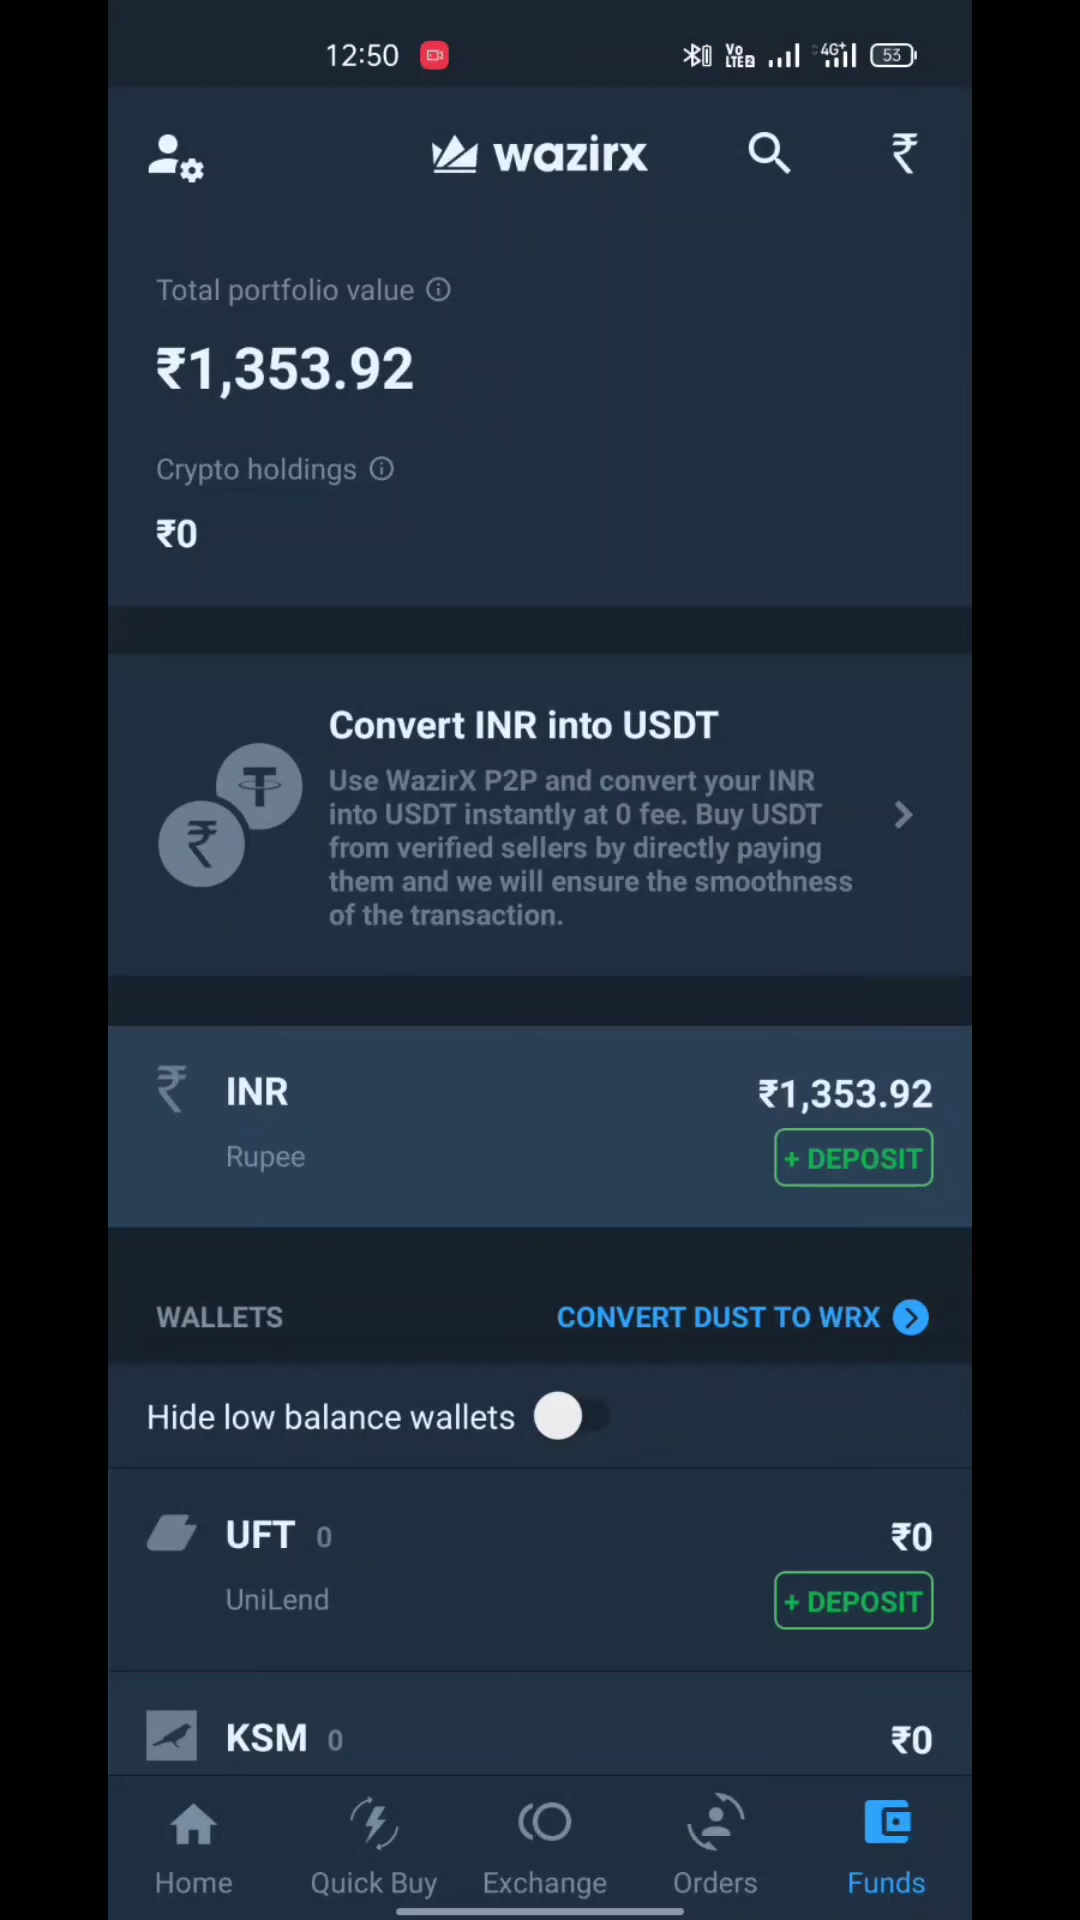 12:50
Vo LTE2 4G+ 53
wazirx
₹
Total portfolio value
₹1,353.92
Crypto holdings
₹0
Convert INR into USDT
Use WazirX P2P and convert your INR
into USDT instantly at 0 fee. Buy USDT
from verified sellers by directly paying
them and we will ensure the smoothness
of the transaction.
₹ INR ₹1,353.92
Rupee + DEPOSIT
WALLETS CONVERT DUST TO WRX
Hide low balance wallets
UFT 0 ₹0
UniLend + DEPOSIT
KSM 0 ₹0
Home Quick Buy Exchange Orders Funds